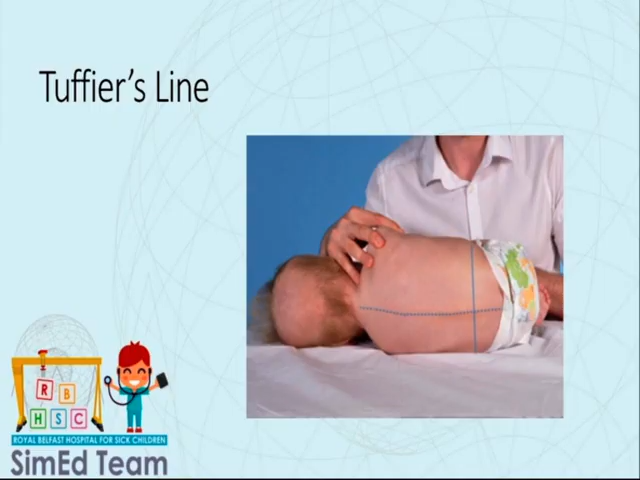 Tuffier's Line
R B
H S C
ROYAL BELFAST HOSPITAL FOR SICK CHILDREN
SimEd Team